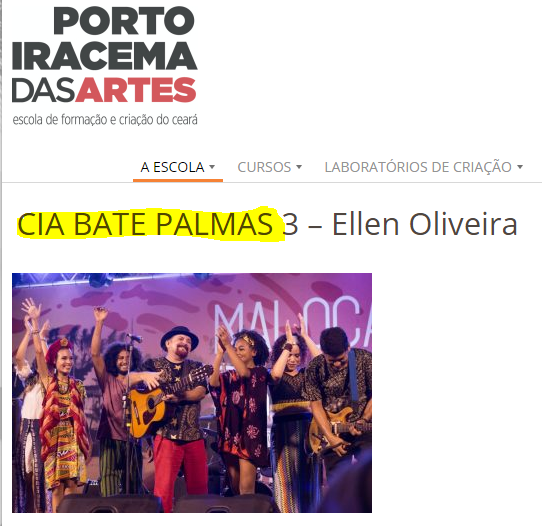 PORTO
IRACEMA
DASARTES
escola de formação e criação do ceará
A ESCOLA CURSOS LABORATÓRIOS DE CRIAÇÃO
CIA BATE PALMAS 3 – Ellen Oliveira
MALOCA